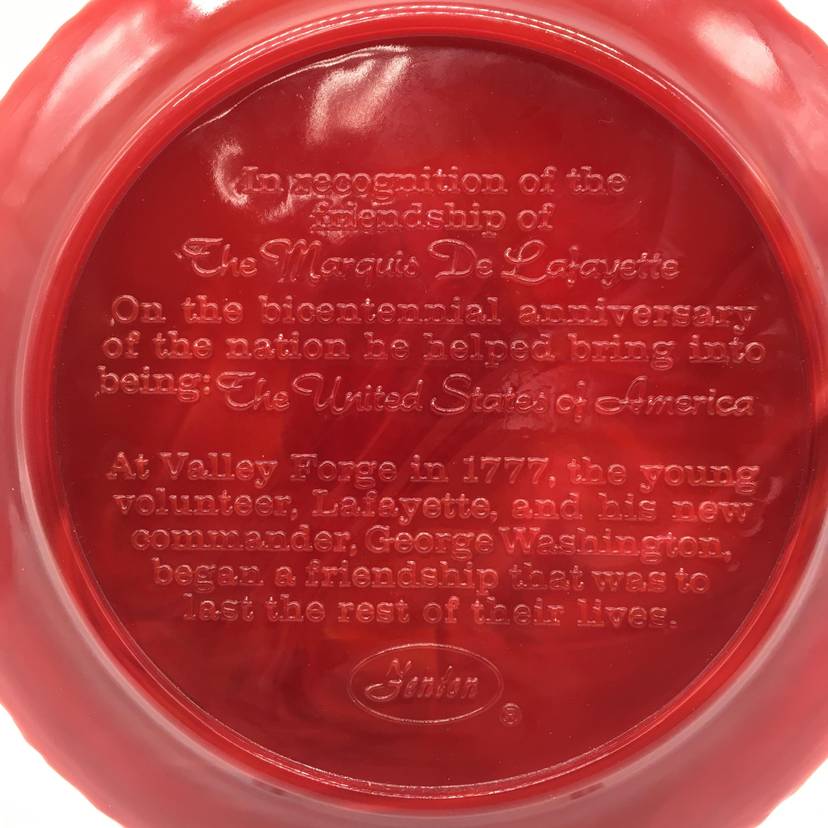 In recognition of the
friendship of
The Marquis De Lafayette
On the bicentennial anniversary
of the nation he helped bring into
being: The United States of America
At Valley Forge in 1777, the young
volunteer, Lafayette, and his new
commander, George Washington,
began a friendship that was to
last the rest of their lives.
Fenton
®